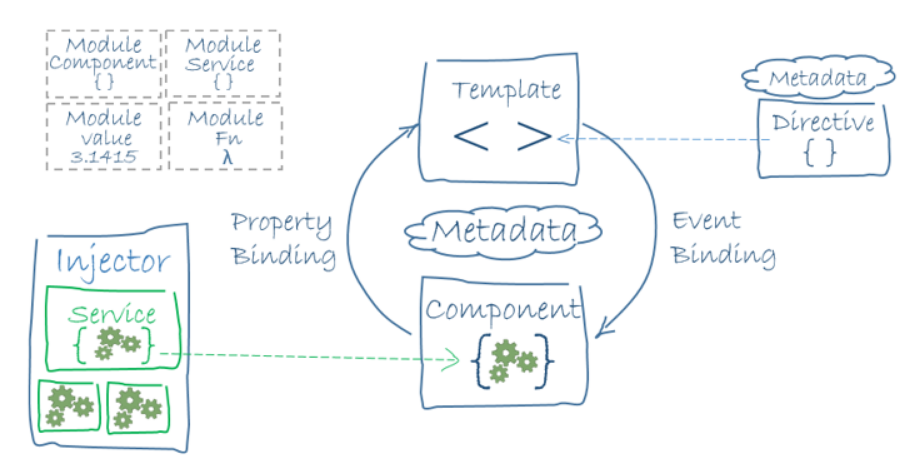 Module
Component
{ }
Module
Service
{ }
Module
value
3.1415
Module
Fn
λ
Template
< >
Metadata
Directive
{ }
Property
Binding
Metadata
Event
Binding
Injector
Service
{ }
Component
{ }